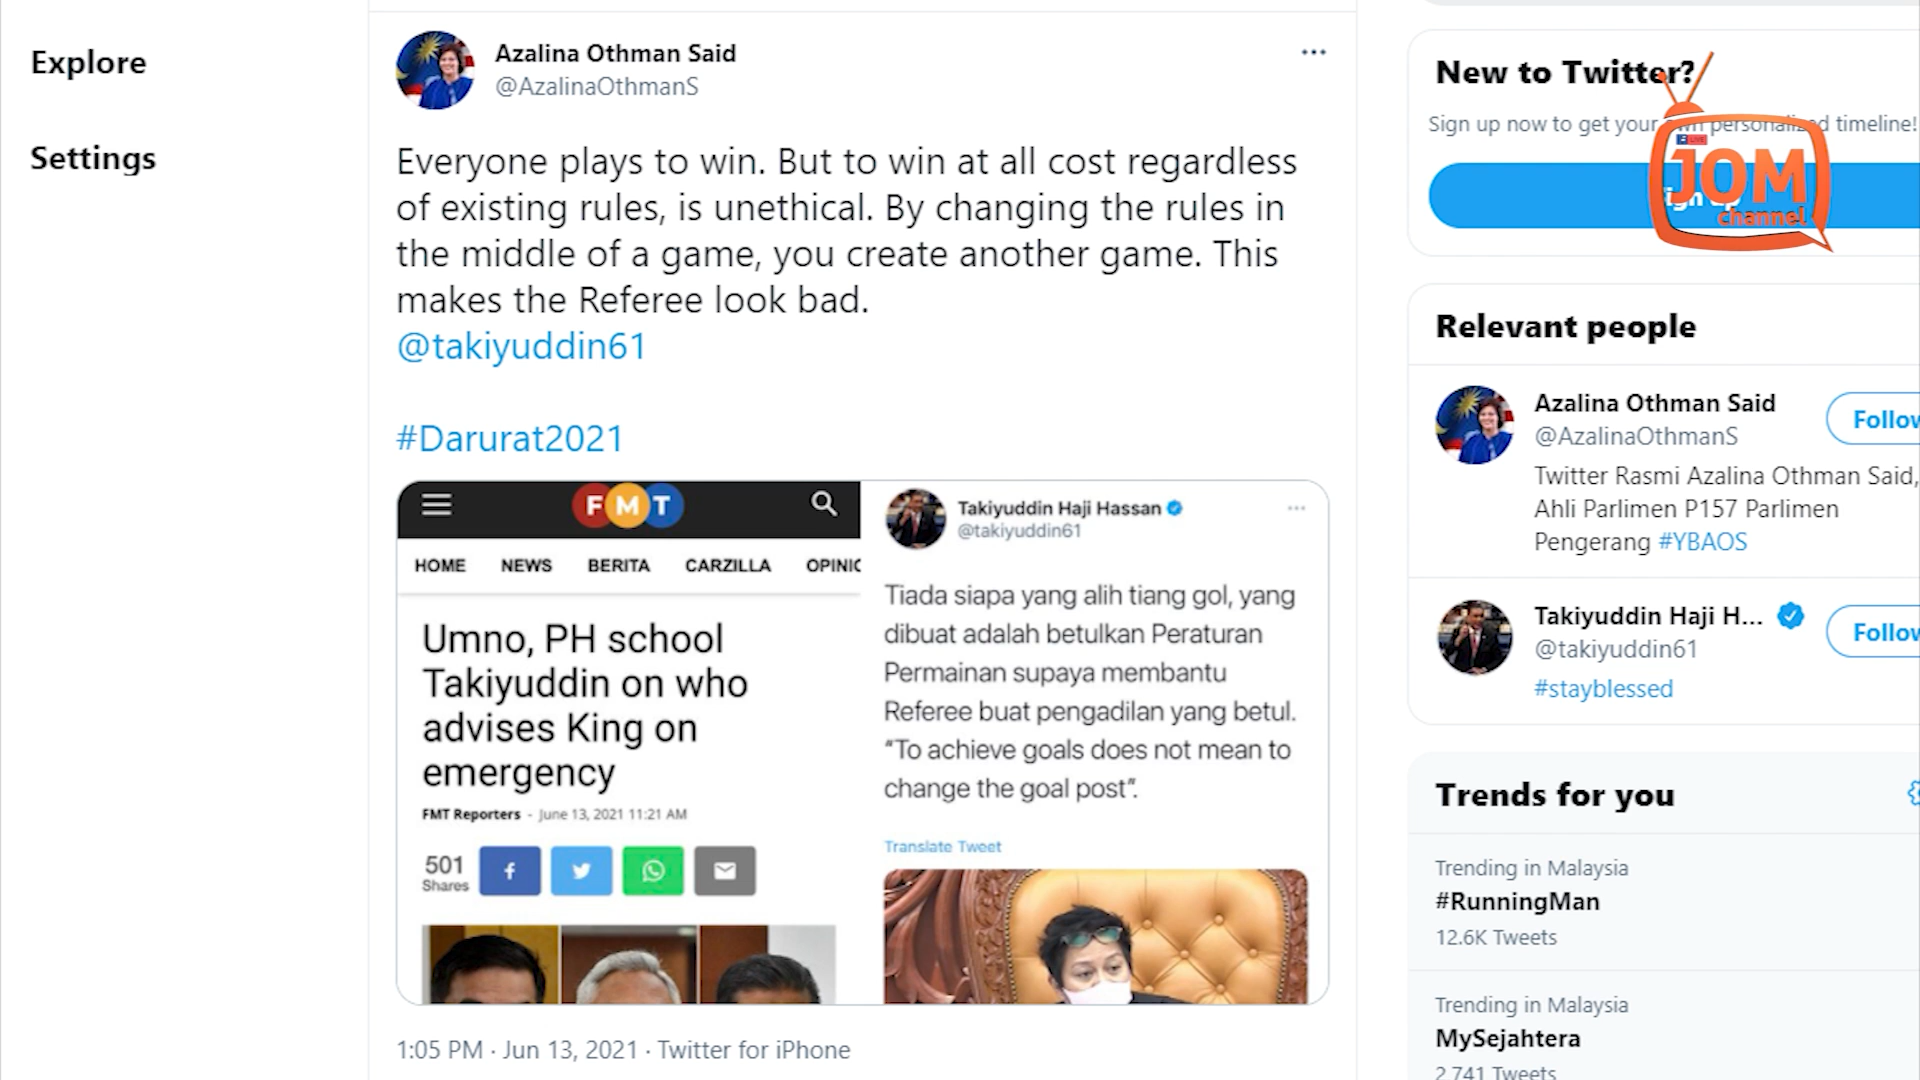 Explore
Settings
Azalina Othman Said
@AzalinaOthmanS
Everyone plays to win. But to win at all cost regardless
of existing rules, is unethical. By changing the rules in
the middle of a game, you create another game. This
makes the Referee look bad.
@takiyuddin61
#Darurat2021
FMT
HOME NEWS BERITA CARZILLA OPINIC
Umno, PH school
Takiyuddin on who
advises King on
emergency
FMT Reporters - June 13, 2021 11:21 AM
501
Shares
Takiyuddin Haji Hassan
@takiyuddin61
Tiada siapa yang alih tiang gol, yang
dibuat adalah betulkan Peraturan
Permainan supaya membantu
Referee buat pengadilan yang betul.
“To achieve goals does not mean to
change the goal post”.
Translate Tweet
1:05 PM · Jun 13, 2021 · Twitter for iPhone
New to Twitter?
Sign up now to get your own personalized timeline!
Sign up
LIVE
JOM
channel
Relevant people
Azalina Othman Said
@AzalinaOthmanS
Follow
Twitter Rasmi Azalina Othman Said,
Ahli Parlimen P157 Parlimen
Pengerang #YBAOS
Takiyuddin Haji H...
@takiyuddin61
Follow
#stayblessed
Trends for you
Trending in Malaysia
#RunningMan
12.6K Tweets
Trending in Malaysia
MySejahtera
2,741 Tweets